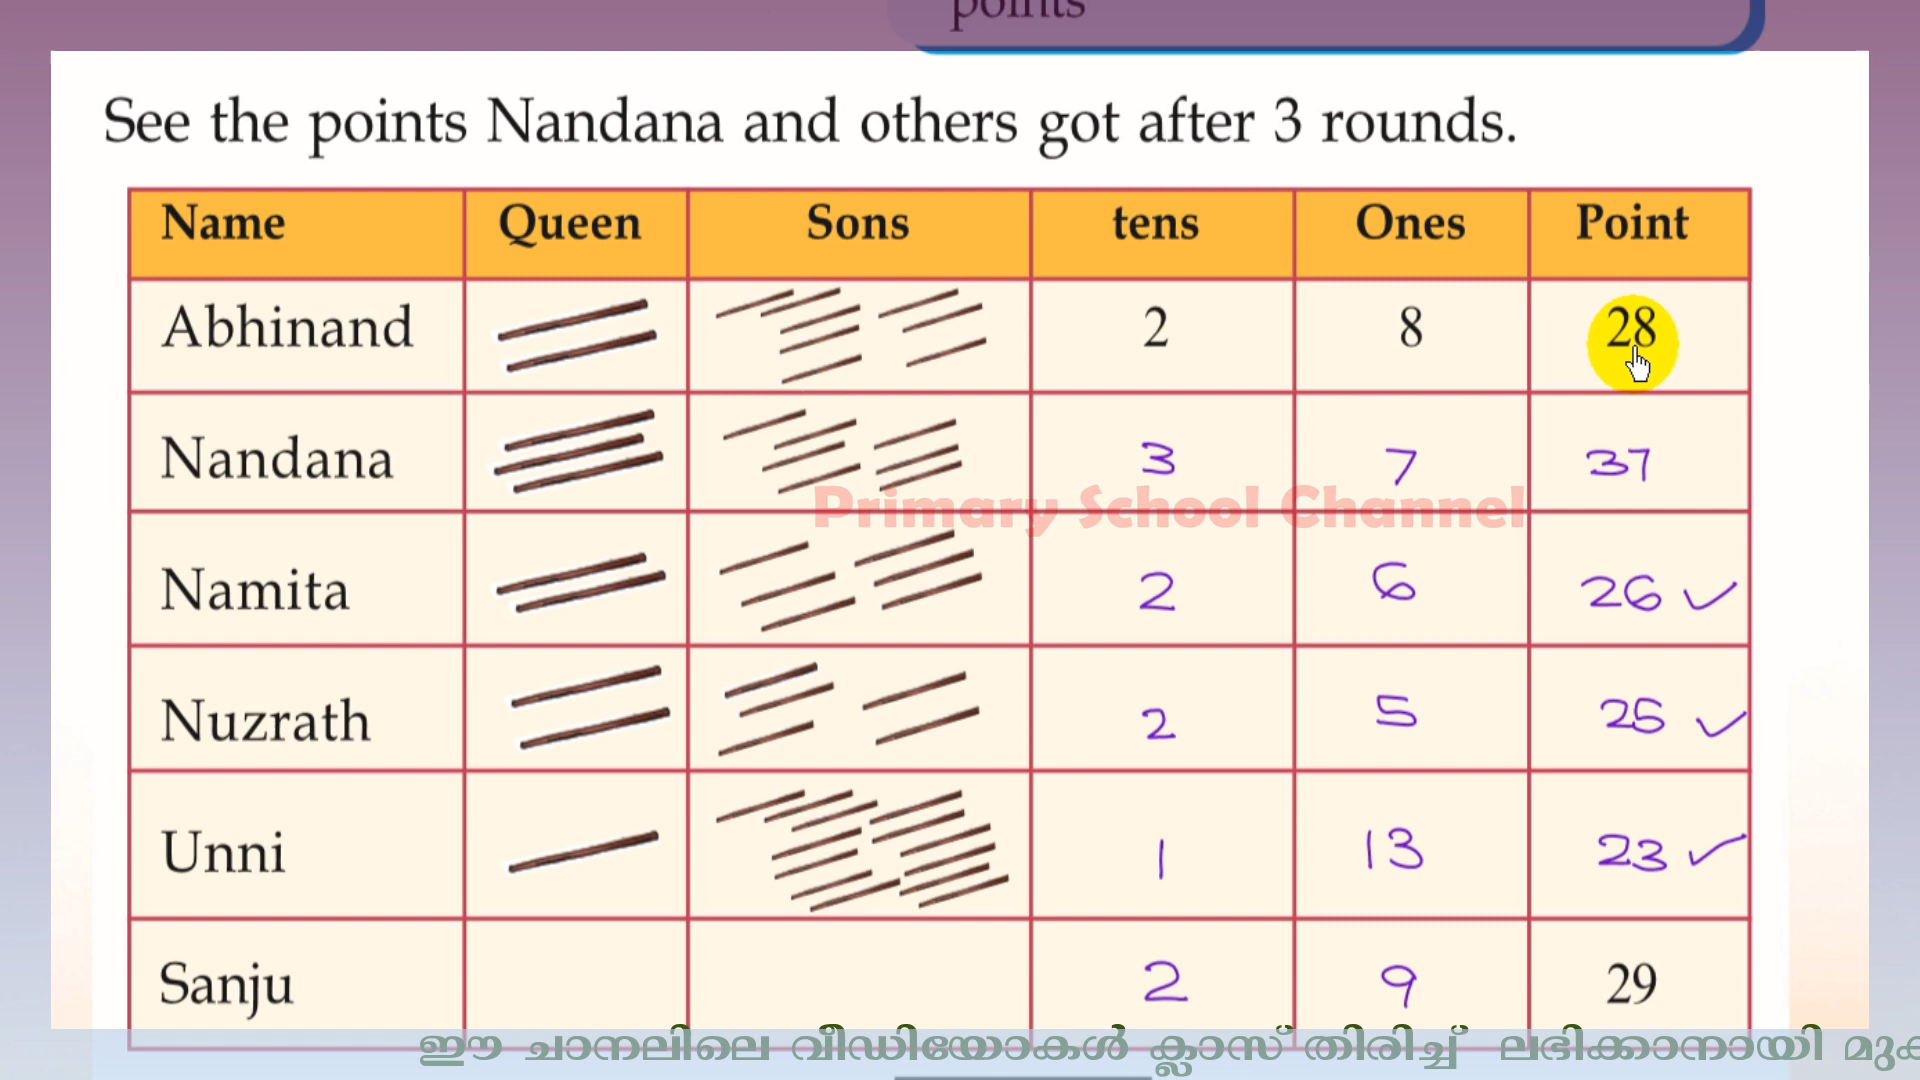 points
See the points Nandana and others got after 3 rounds.
Name Queen Sons tens Ones Point
Abhinand 2 8 28
Nandana 3 7 37
Primary School Channel
Namita 2 6 26 ✓
Nuzrath 2 5 25 ✓
Unni 1 13 23 ✓
Sanju 2 9 29
ഈ ചാനലിലെ വീഡിയോകൾ ക്ലാസ് തിരിച്ച് ലഭിക്കാനായി